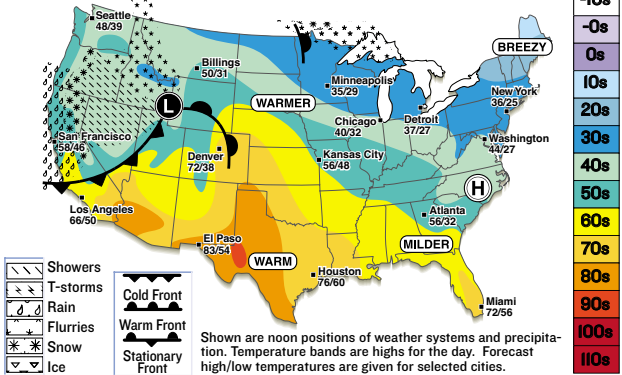 Seattle
48/39
Billings
50/31
Minneapolis
35/29
BREEZY
New York
36/25
WARMER
L
Chicago
40/32
Detroit
37/27
San Francisco
58/46
Washington
44/27
Denver
72/38
Kansas City
56/48
H
Los Angeles
66/50
Atlanta
56/32
El Paso
83/54
MILDER
WARM
Houston
76/60
Miami
72/56
Showers
T-storms
Rain
Flurries
Snow
Ice
Cold Front
Warm Front
Stationary
Front
Shown are noon positions of weather systems and precipita-
tion. Temperature bands are highs for the day. Forecast
high/low temperatures are given for selected cities.
-0s
0s
10s
20s
30s
40s
50s
60s
70s
80s
90s
100s
110s